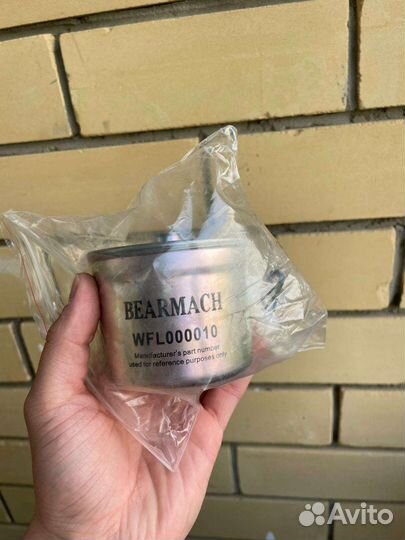 BEARMACH
WFL000010
Manufacturer's part number
used for reference purposes only
Avito